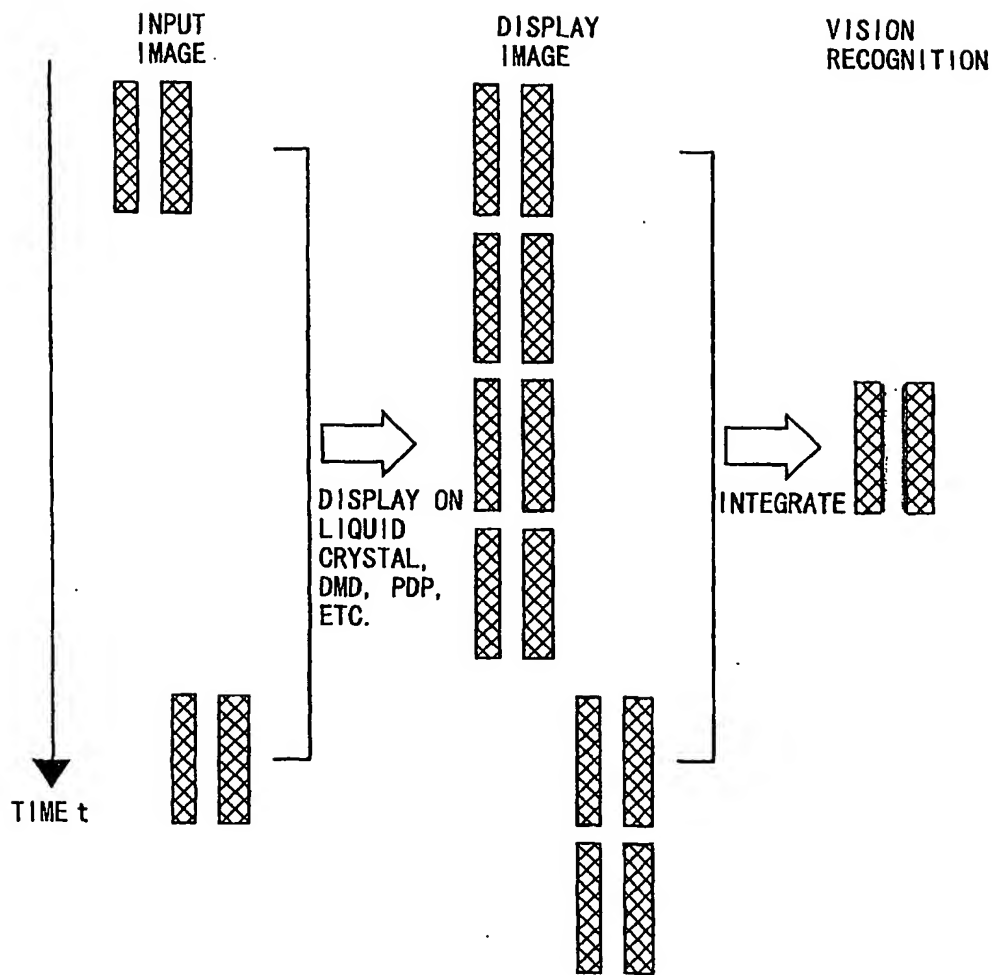 INPUT
IMAGE
DISPLAY
IMAGE
VISION
RECOGNITION
DISPLAY ON
LIQUID
CRYSTAL,
DMD, PDP,
ETC.
INTEGRATE
TIME t